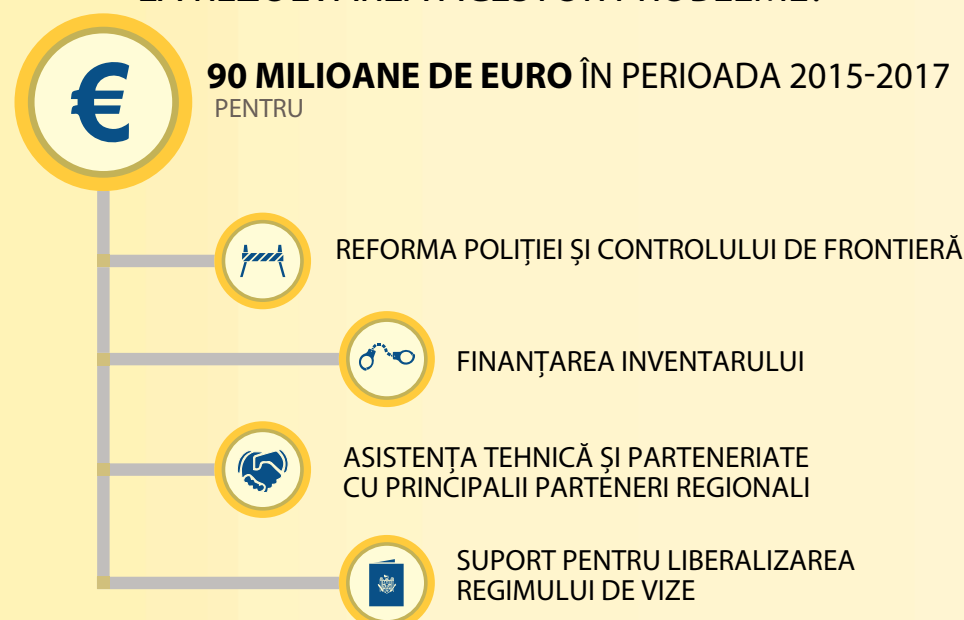 90 MILIOANE DE EURO ÎN PERIOADA 2015-2017
PENTRU
REFORMA POLIȚIEI ȘI CONTROLULUI DE FRONTIERĂ
FINANȚAREA INVENTARULUI
ASISTENȚA TEHNICĂ ȘI PARTENERIATE
CU PRINCIPALII PARTENERI REGIONALI
SUPORT PENTRU LIBERALIZAREA
REGIMULUI DE VIZE